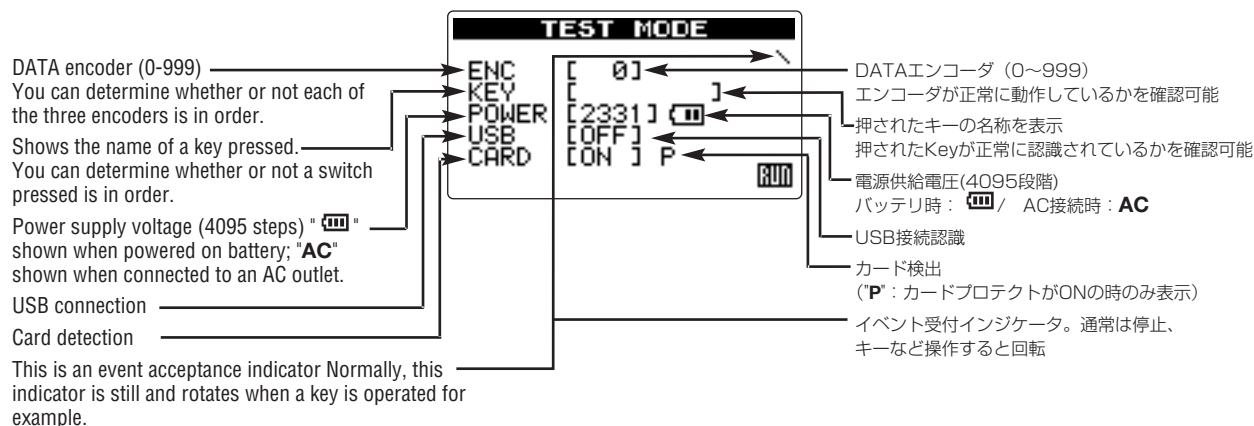 TEST MODE
ENC [ 0]
KEY [ ]
POWER [2331]
USB [OFF]
CARD [ON ] P
RUN
DATA encoder (0-999)
You can determine whether or not each of
the three encoders is in order.
Shows the name of a key pressed.
You can determine whether or not a switch
pressed is in order.
Power supply voltage (4095 steps) " "
shown when powered on battery; "AC"
shown when connected to an AC outlet.
USB connection
Card detection
This is an event acceptance indicator Normally, this
indicator is still and rotates when a key is operated for
example.
DATAエンコーダ（0〜999）
エンコーダが正常に動作しているかを確認可能
押されたキーの名称を表示
押されたKeyが正常に認識されているかを確認可能
電源供給電圧(4095段階)
バッテリ時： / AC接続時：AC
USB接続認識
カード検出
（"P"：カードプロテクトがONの時のみ表示）
イベント受付インジケータ。通常は停止、
キーなど操作すると回転